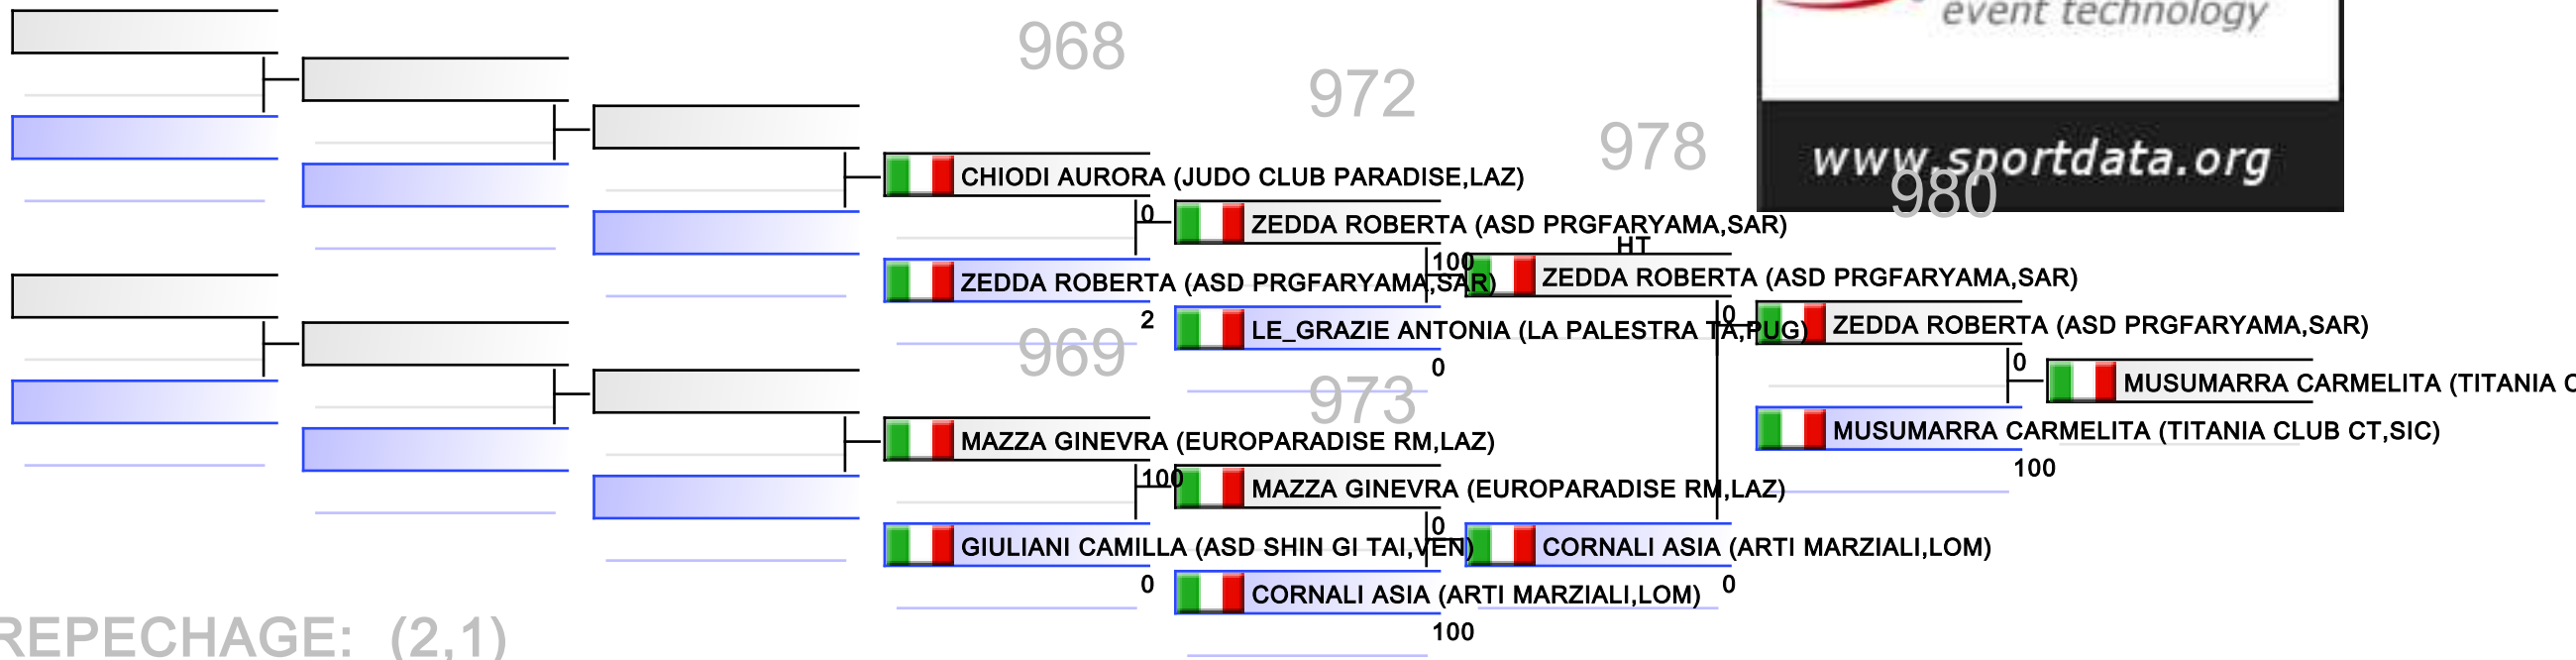 event technology
968
972
978
www.sportdata.org
980
CHIODI AURORA (JUDO CLUB PARADISE,LAZ)
0
ZEDDA ROBERTA (ASD PRGFARYAMA,SAR)
HT
100
ZEDDA ROBERTA (ASD PRGFARYAMA,SAR)
ZEDDA ROBERTA (ASD PRGFARYAMA,SAR)
2
0
LE_GRAZIE ANTONIA (LA PALESTRA TA,PUG)
ZEDDA ROBERTA (ASD PRGFARYAMA,SAR)
969
0
0
MUSUMARRA CARMELITA (TITANIA C
973
MAZZA GINEVRA (EUROPARADISE RM,LAZ)
MUSUMARRA CARMELITA (TITANIA CLUB CT,SIC)
100
100
MAZZA GINEVRA (EUROPARADISE RM,LAZ)
0
GIULIANI CAMILLA (ASD SHIN GI TAI,VEN)
CORNALI ASIA (ARTI MARZIALI,LOM)
0
0
CORNALI ASIA (ARTI MARZIALI,LOM)
100
REPECHAGE: (2,1)